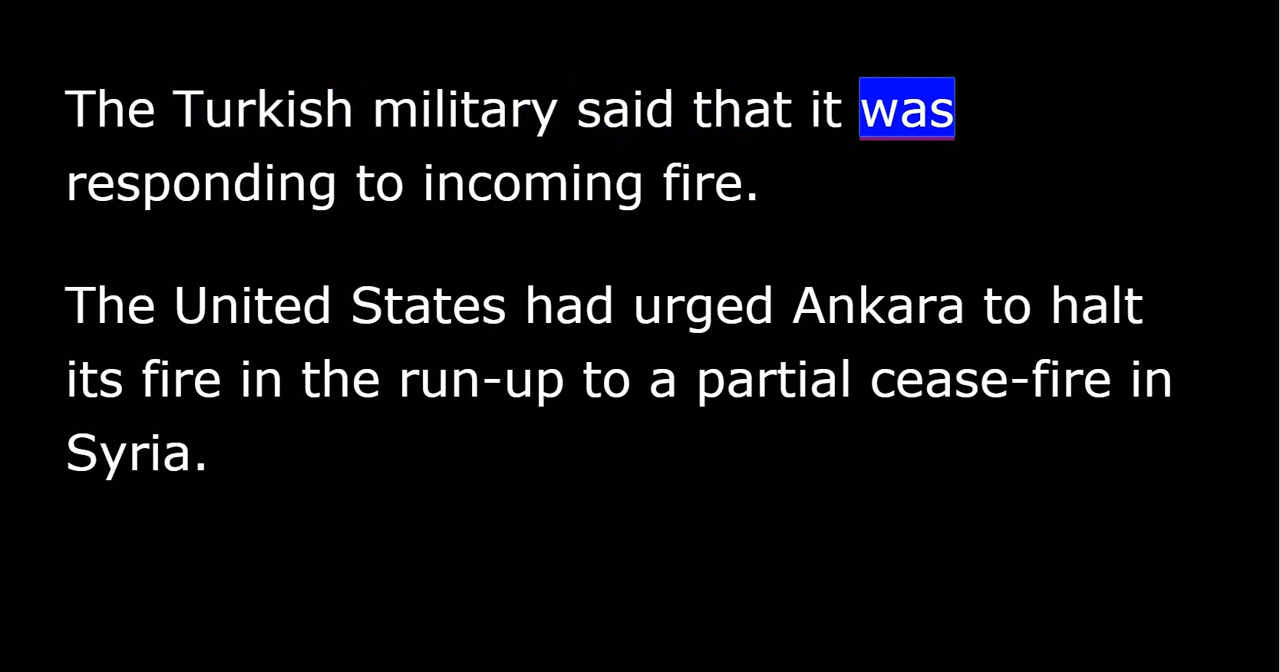 The Turkish military said that it was
responding to incoming fire.
The United States had urged Ankara to halt
its fire in the run-up to a partial cease-fire in
Syria.